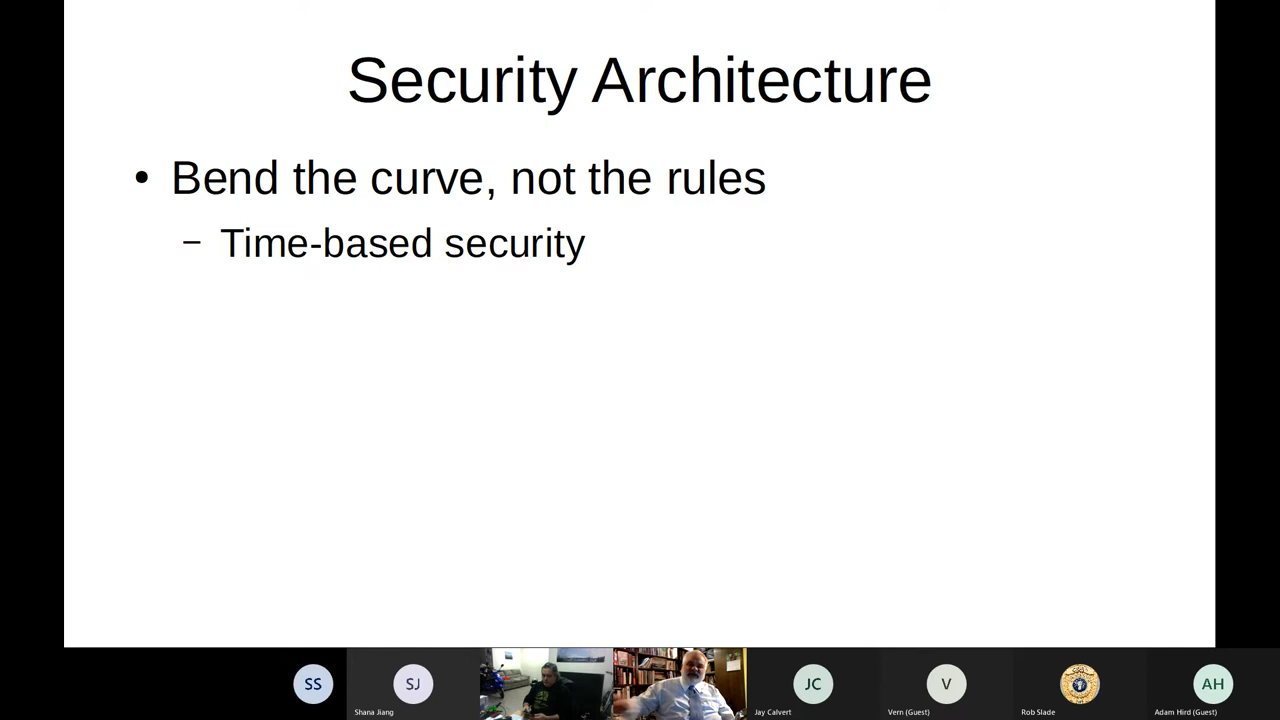 Security Architecture
• Bend the curve, not the rules
– Time-based security
SS
SJ
JC
V
AH
Shana Jiang
Jay Calvert
Vern (Guest)
Rob Slade
Adam Hird (Guest)